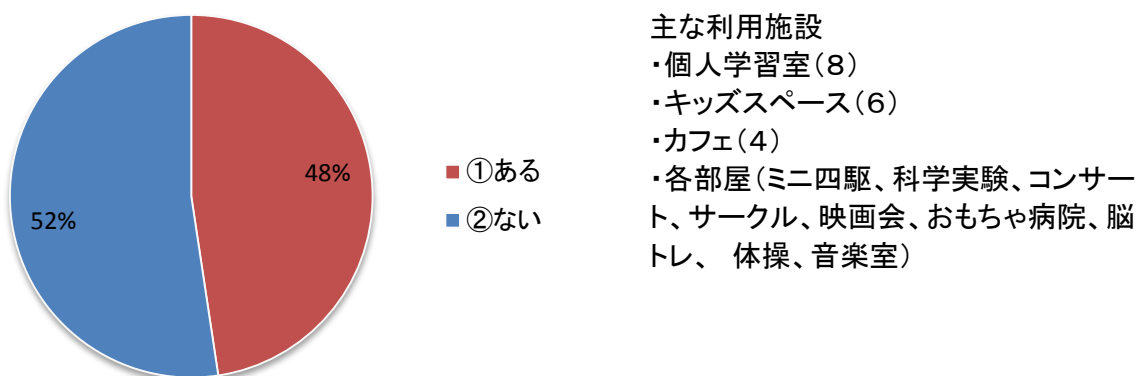 48%
52%
■①ある
■②ない
主な利用施設
・個人学習室（８）
・キッズスペース（６）
・カフェ（４）
・各部屋（ミニ四駆、科学実験、コンサー
ト、サークル、映画会、おもちゃ病院、脳
トレ、　体操、音楽室）